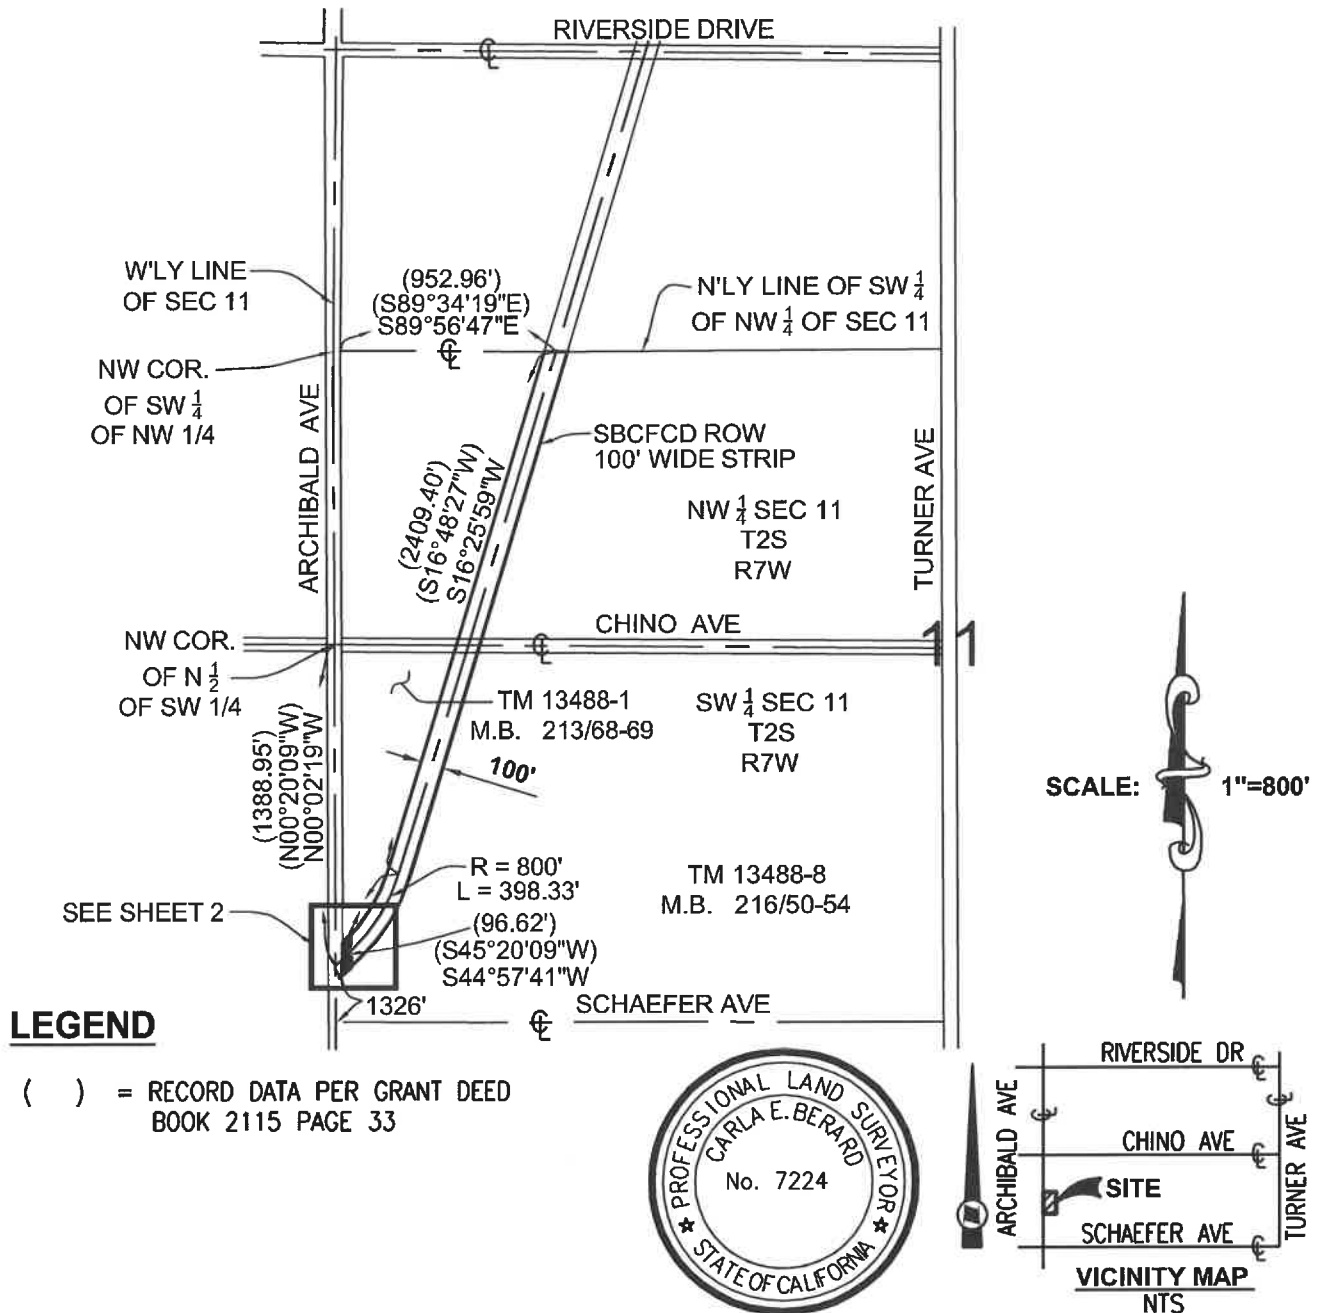 RIVERSIDE DRIVE
℄
W'LY LINE
OF SEC 11
(952.96')
(S89°34'19"E)
S89°56'47"E
℄
N'LY LINE OF SW 1/4
OF NW 1/4 OF SEC 11
NW COR.
OF SW 1/4
OF NW 1/4
ARCHIBALD AVE
SBCFCD ROW
100' WIDE STRIP
(2409.40')
(S16°48'27"W)
S16°25'59"W
NW 1/4 SEC 11
T2S
R7W
TURNER AVE
NW COR.
OF N 1/2
OF SW 1/4
CHINO AVE
℄
11
TM 13488-1
M.B. 213/68-69
SW 1/4 SEC 11
T2S
R7W
(1388.95')
(N00°20'09"W)
N00°02'19"W
100'
SCALE: 1"=800'
R = 800'
L = 398.33'
TM 13488-8
M.B. 216/50-54
SEE SHEET 2
(96.62')
(S45°20'09"W)
S44°57'41"W
1326'
SCHAEFER AVE
℄
LEGEND
( ) = RECORD DATA PER GRANT DEED
BOOK 2115 PAGE 33
PROFESSIONAL LAND SURVEYOR
CARLA E. BERARD
No. 7224
STATE OF CALIFORNIA
RIVERSIDE DR ℄
ARCHIBALD AVE
℄
℄
CHINO AVE ℄
SITE
TURNER AVE
SCHAEFER AVE ℄
VICINITY MAP
NTS